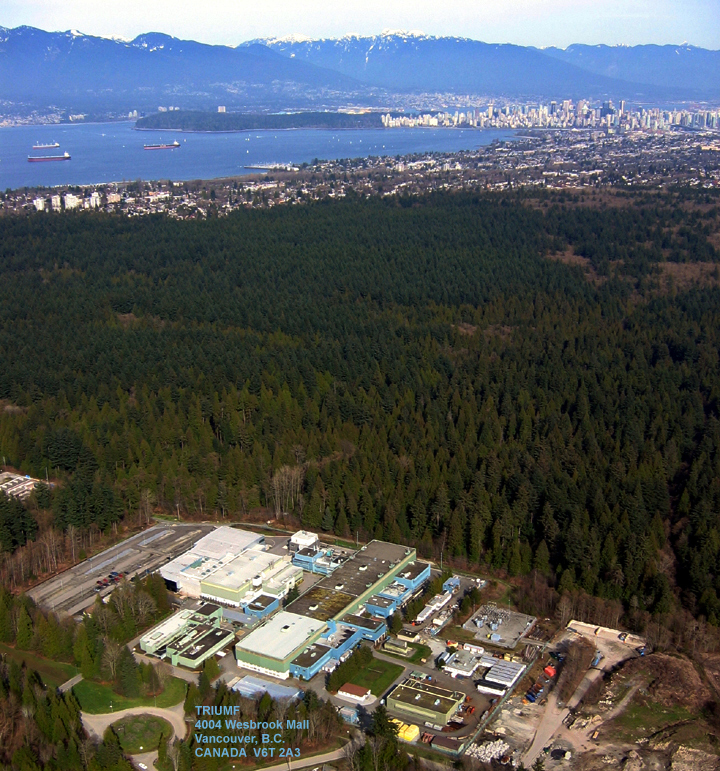 TRIUMF
4004 Wesbrook Mall
Vancouver, B.C.
CANADA V6T 2A3